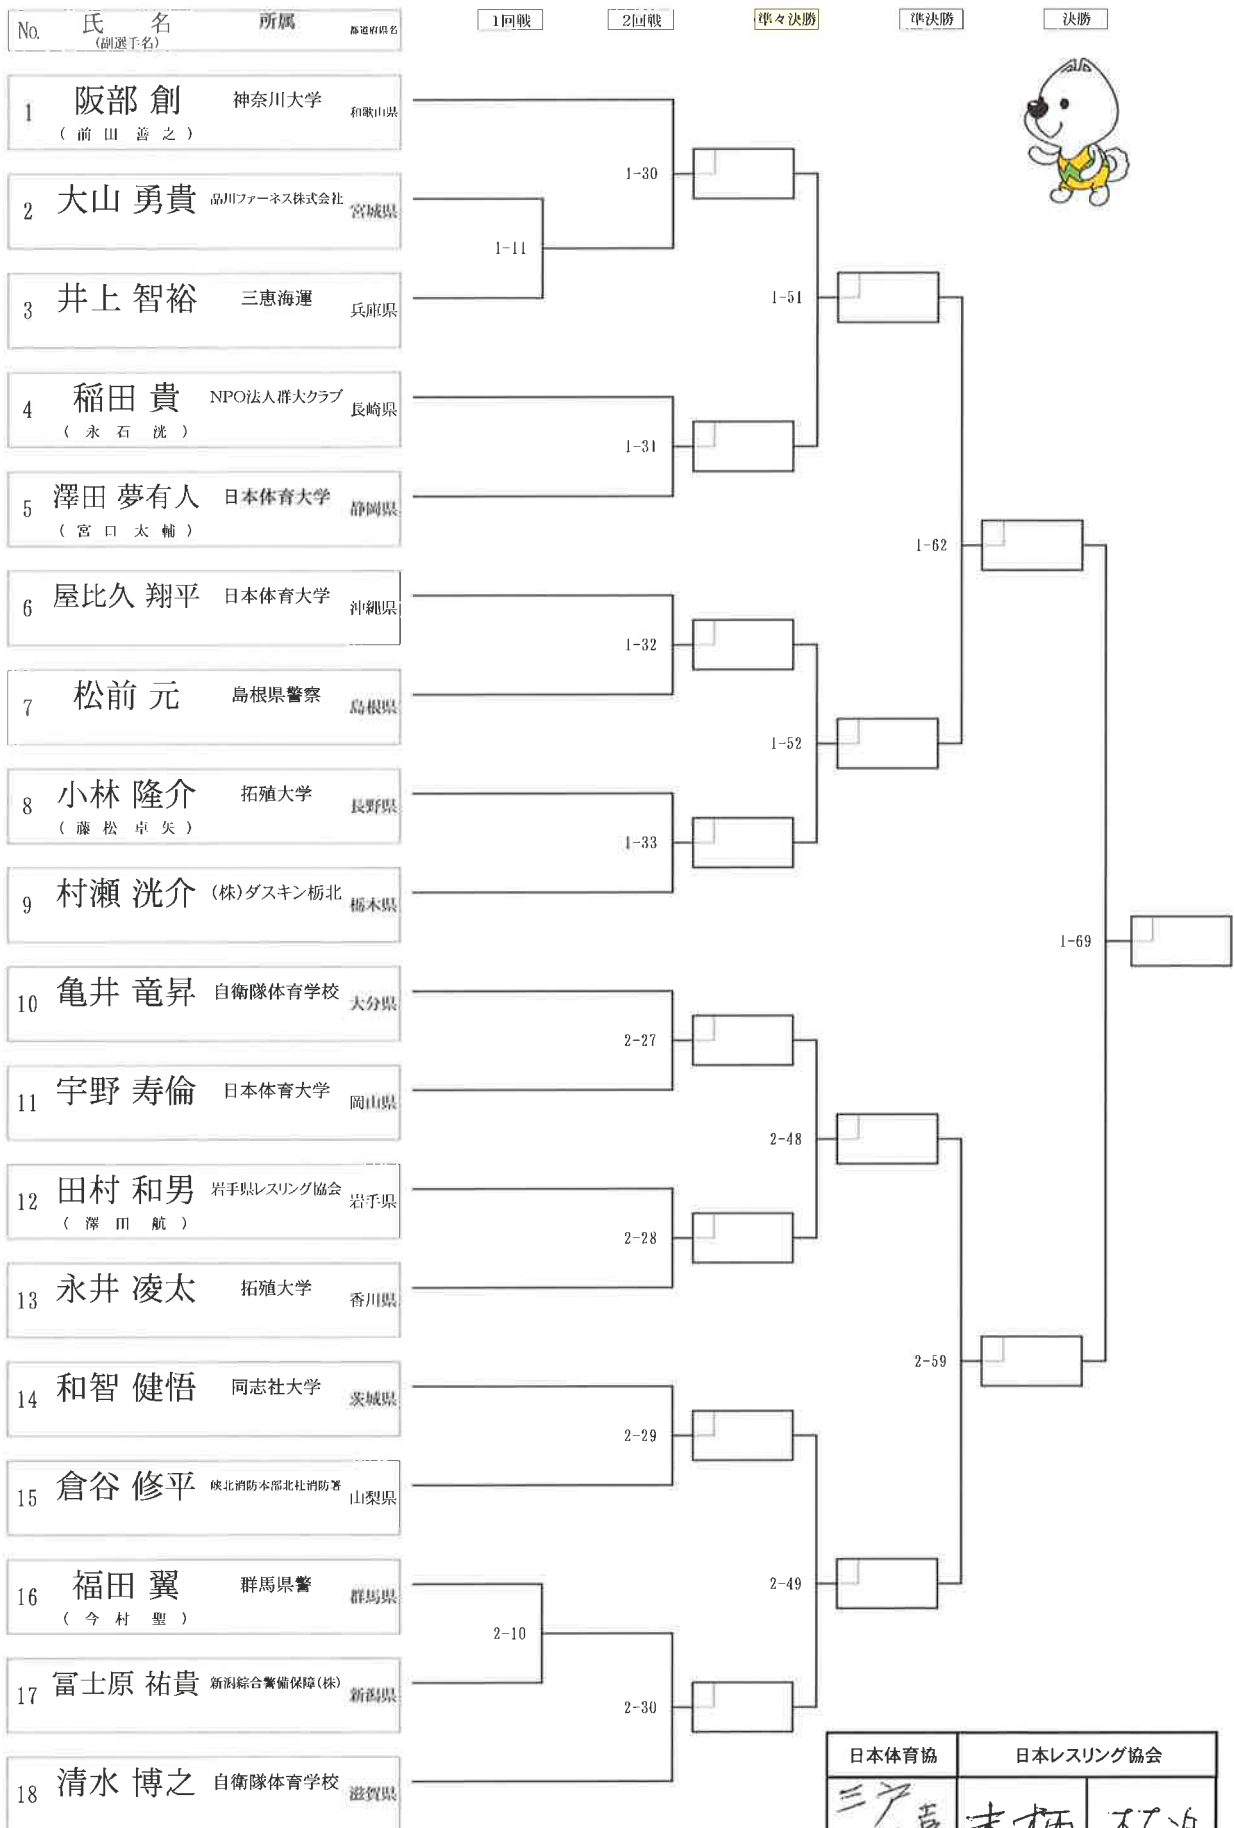 No. 氏 名 所属 都道府県名 1回戦 2回戦 準々決勝 準決勝 決勝
(副選手名)
1 阪部 創 神奈川大学 和歌山県
(前田 善之)
2 大山 勇貴 品川ファーネス株式会社 宮城県
3 井上 智裕 三恵海運 兵庫県
4 稲田 貴 NPO法人群大クラブ 長崎県
(永石 洸)
5 澤田 夢有人 日本体育大学 静岡県
(宮口 太輔)
6 屋比久 翔平 日本体育大学 沖縄県
7 松前 元 島根県警察 島根県
8 小林 隆介 拓殖大学 長野県
(藤松 卓矢)
9 村瀬 洸介 (株)ダスキン栃北 栃木県
10 亀井 竜昇 自衛隊体育学校 大分県
11 宇野 寿倫 日本体育大学 岡山県
12 田村 和男 岩手県レスリング協会 岩手県
(澤田 航)
13 永井 凌太 拓殖大学 香川県
14 和智 健悟 同志社大学 茨城県
15 倉谷 修平 峡北消防本部北杜消防署 山梨県
16 福田 翼 群馬県警 群馬県
(今村 聖)
17 冨士原 祐貴 新潟綜合警備保障(株) 新潟県
18 清水 博之 自衛隊体育学校 滋賀県
1-11
2-10
1-30
1-31
1-32
1-33
2-27
2-28
2-29
2-30
1-51
1-52
2-48
2-49
1-62
2-59
1-69
日本体育協 日本レスリング協会